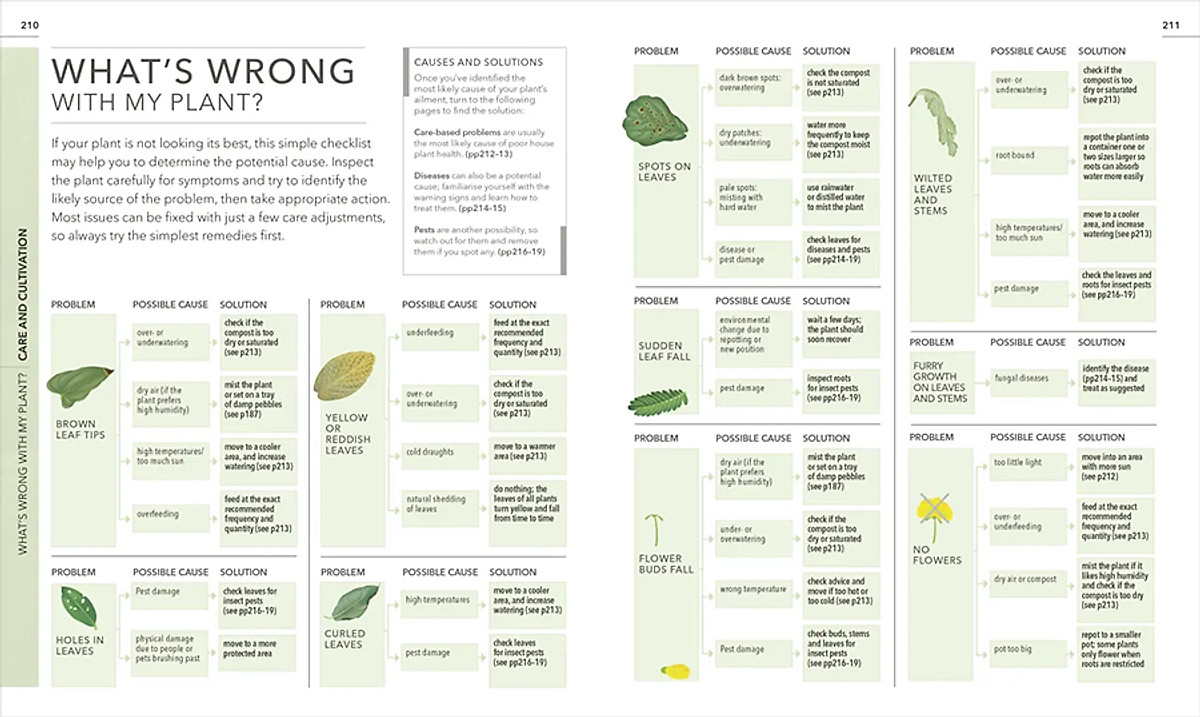 210
WHAT'S WRONG WITH MY PLANT?
CARE AND CULTIVATION
WHAT'S WRONG
WITH MY PLANT?
If your plant is not looking its best, this simple checklist
may help you to determine the potential cause. Inspect
the plant carefully for symptoms and try to identify the
likely source of the problem, then take appropriate action.
Most issues can be fixed with just a few care adjustments,
so always try the simplest remedies first.
CAUSES AND SOLUTIONS
Once you've identified the
most likely cause of your plant's
ailment, turn to the following
pages to find the solution:
Care-based problems are usually
the most likely cause of poor house
plant health. (pp212-13)
Diseases can also be a potential
cause; familiarise yourself with the
warning signs and learn how to
treat them. (pp214-15)
Pests are another possibility, so
watch out for them and remove
them if you spot any. (pp216-19)
PROBLEM
POSSIBLE CAUSE
SOLUTION
BROWN
LEAF TIPS
over- or
underwatering
check if the
compost is too
dry or saturated
(see p213)
dry air (if the
plant prefers
high humidity)
mist the plant
or set on a tray
of damp pebbles
(see p187)
high temperatures/
too much sun
move to a cooler
area, and increase
watering (see p213)
overfeeding
feed at the exact
recommended
frequency and
quantity (see p213)
PROBLEM
POSSIBLE CAUSE
SOLUTION
YELLOW
OR
REDDISH
LEAVES
underfeeding
feed at the exact
recommended
frequency and
quantity (see p213)
over- or
underwatering
check if the
compost is too
dry or saturated
(see p213)
cold draughts
move to a warmer
area (see p213)
natural shedding
of leaves
do nothing; the
leaves of all plants
turn yellow and fall
from time to time
PROBLEM
POSSIBLE CAUSE
SOLUTION
HOLES IN
LEAVES
Pest damage
check leaves for
insect pests
(see pp216-19)
physical damage
due to people or
pets brushing past
move to a more
protected area
PROBLEM
POSSIBLE CAUSE
SOLUTION
CURLED
LEAVES
high temperatures
move to a cooler
area, and increase
watering (see p213)
pest damage
check leaves
for insect pests
(see pp216-19)
211
PROBLEM
POSSIBLE CAUSE
SOLUTION
SPOTS ON
LEAVES
dark brown spots:
overwatering
check the compost
is not saturated
(see p213)
dry patches:
underwatering
water more
frequently to keep
the compost moist
(see p213)
pale spots:
misting with
hard water
use rainwater
or distilled water
to mist the plant
disease or
pest damage
check leaves for
diseases and pests
(see pp214-19)
PROBLEM
POSSIBLE CAUSE
SOLUTION
SUDDEN
LEAF FALL
environmental
change due to
repotting or
new position
wait a few days;
the plant should
soon recover
pest damage
inspect roots
for insect pests
(see pp216-19)
PROBLEM
POSSIBLE CAUSE
SOLUTION
FLOWER
BUDS FALL
dry air (if the
plant prefers
high humidity)
mist the plant
or set on a tray
of damp pebbles
(see p187)
under- or
overwatering
check if the
compost is too
dry or saturated
(see p213)
wrong temperature
check advice and
move if too hot or
too cold (see p213)
Pest damage
check buds, stems
and leaves for
insect pests
(see pp216-19)
PROBLEM
POSSIBLE CAUSE
SOLUTION
WILTED
LEAVES
AND
STEMS
over- or
underwatering
check if the
compost is too
dry or saturated
(see p213)
root-bound
repot the plant into
a container one or
two sizes larger so
roots can absorb
water more easily
high temperatures/
too much sun
move to a cooler
area, and increase
watering (see p213)
pest damage
check the leaves and
roots for insect pests
(see pp216-19)
PROBLEM
POSSIBLE CAUSE
SOLUTION
FURRY
GROWTH
ON LEAVES
AND STEMS
fungal diseases
identify the disease
(pp214-15) and
treat as suggested
PROBLEM
POSSIBLE CAUSE
SOLUTION
NO
FLOWERS
too little light
move into an area
with more sun
(see p212)
over- or
underfeeding
feed at the exact
recommended
frequency and
quantity (see p213)
dry air or compost
mist the plant if it
likes high humidity
and check if the
compost is too dry
(see p213)
pot too big
repot to a smaller
pot; some plants
only flower when
roots are restricted